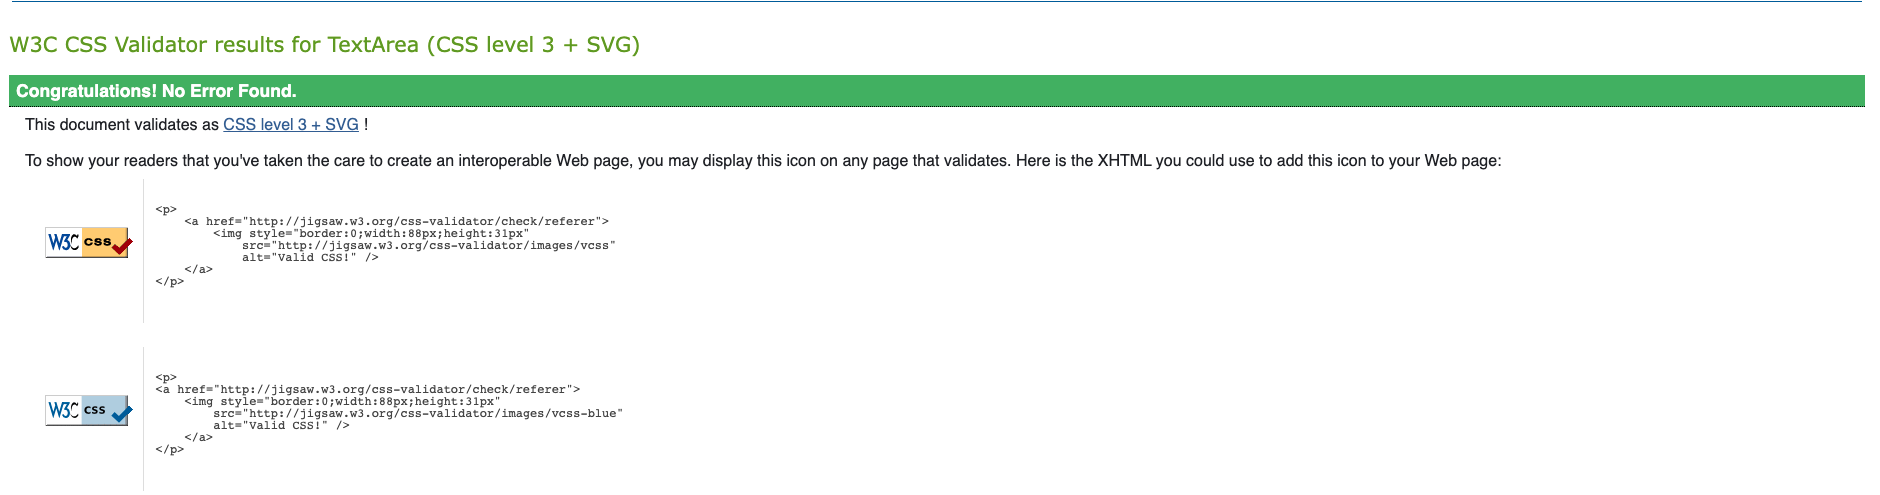 W3C CSS Validator results for TextArea (CSS level 3 + SVG)
Congratulations! No Error Found.
This document validates as CSS level 3 + SVG !
To show your readers that you've taken the care to create an interoperable Web page, you may display this icon on any page that validates. Here is the XHTML you could use to add this icon to your Web page:
W3C css
<p>
<a href="http://jigsaw.w3.org/css-validator/check/referer">
<img style="border:0;width:88px;height:31px"
src="http://jigsaw.w3.org/css-validator/images/vcss"
alt="Valid CSS!" />
</a>
</p>
W3C css
<p>
<a href="http://jigsaw.w3.org/css-validator/check/referer">
<img style="border:0;width:88px;height:31px"
src="http://jigsaw.w3.org/css-validator/images/vcss-blue"
alt="Valid CSS!" />
</a>
</p>